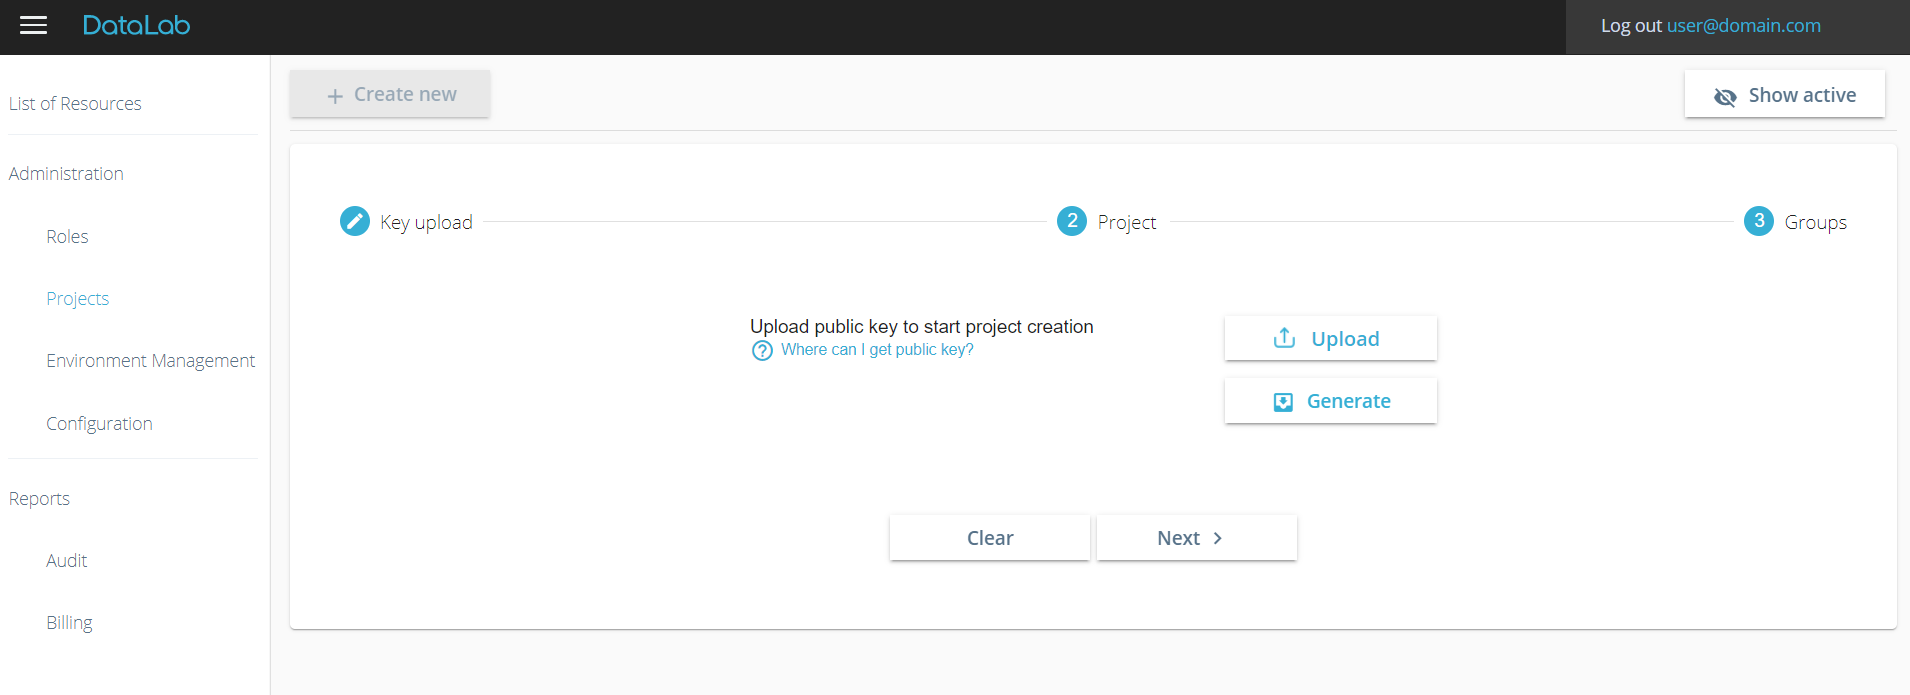 DataLab
Log out user@domain.com
List of Resources
Administration
Roles
Projects
Environment Management
Configuration
Reports
Audit
Billing
Create new
Show active
Key upload
2 Project
3 Groups
Upload public key to start project creation
Where can I get public key?
Upload
Generate
Clear
Next